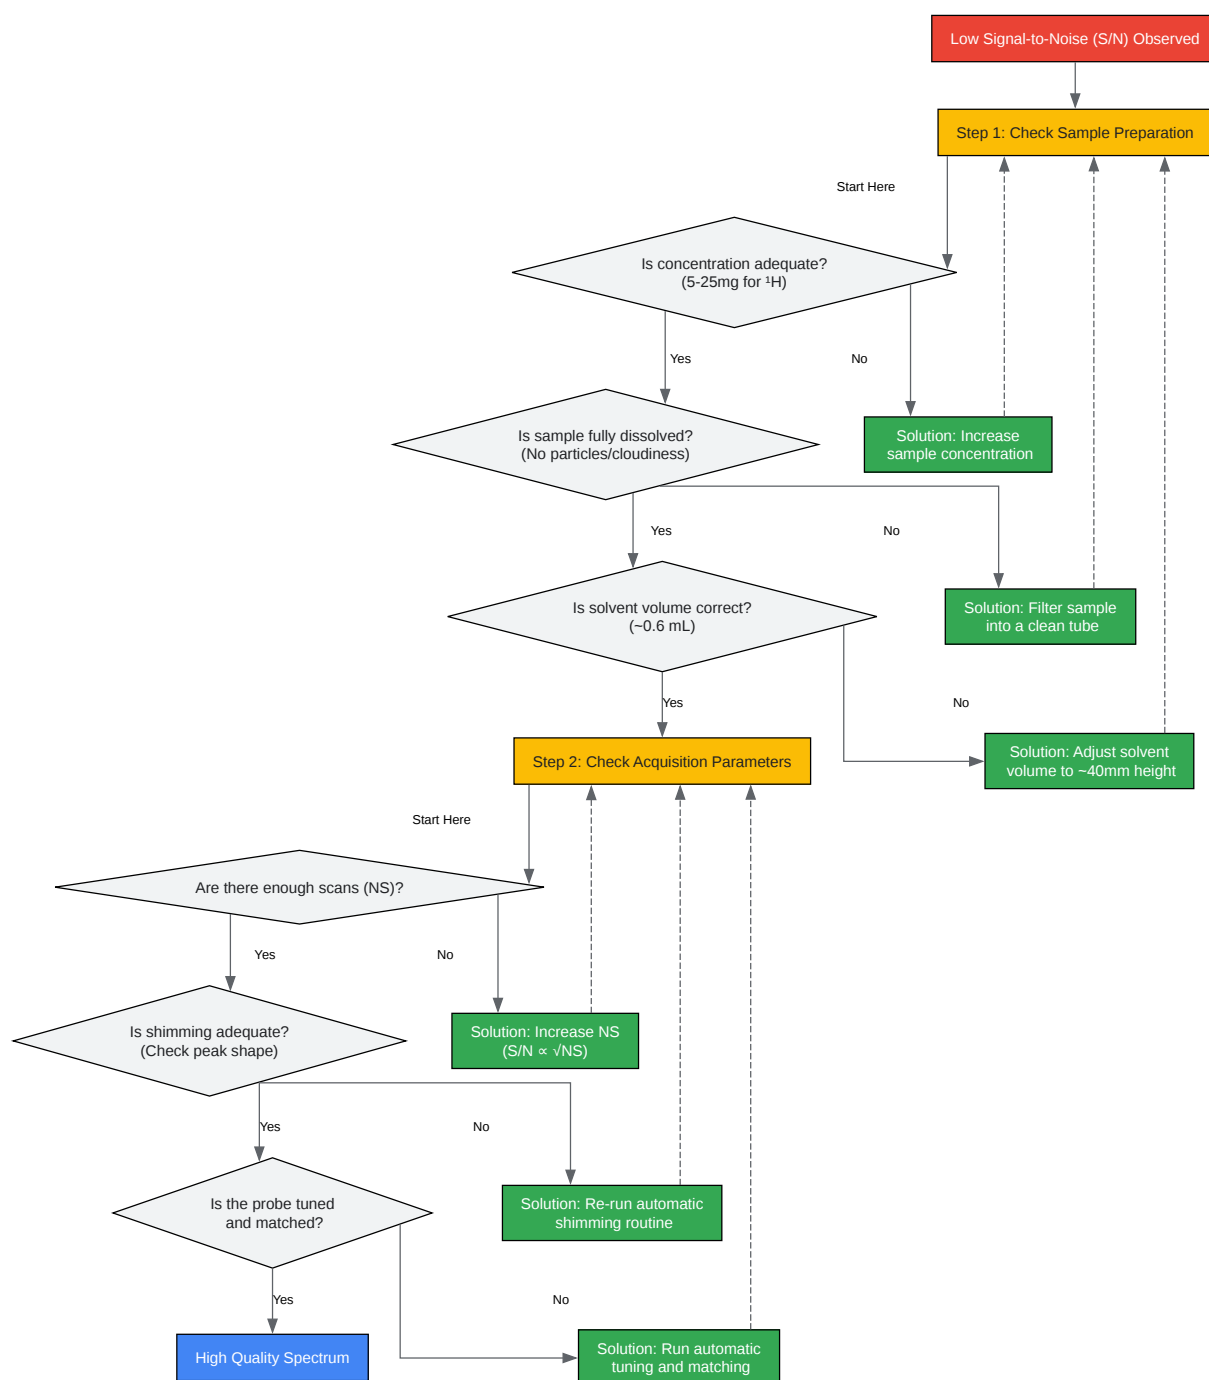 Low Signal-to-Noise (S/N) Observed
Step 1: Check Sample Preparation
Start Here
Is concentration adequate?
(5-25mg for ¹H)
Yes
No
Is sample fully dissolved?
(No particles/cloudiness)
Solution: Increase
sample concentration
Yes
No
Is solvent volume correct?
(~0.6 mL)
Solution: Filter sample
into a clean tube
Yes
No
Step 2: Check Acquisition Parameters
Solution: Adjust solvent
volume to ~40mm height
Start Here
Are there enough scans (NS)?
Yes
No
Is shimming adequate?
(Check peak shape)
Solution: Increase NS
(S/N ∝ √NS)
Yes
No
Is the probe tuned
and matched?
Solution: Re-run automatic
shimming routine
Yes
No
High Quality Spectrum
Solution: Run automatic
tuning and matching